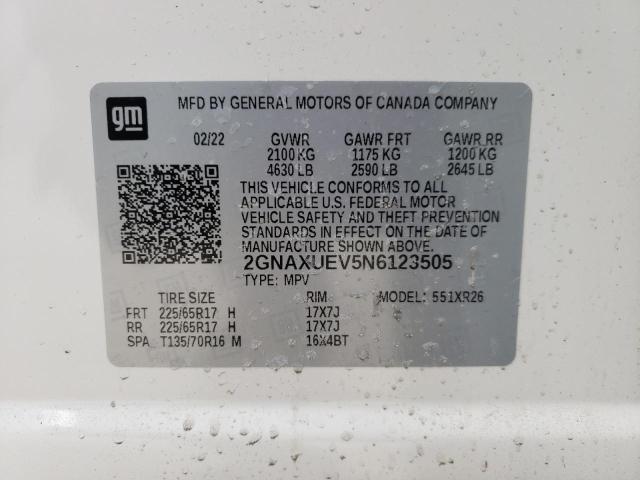 gm
MFD BY GENERAL MOTORS OF CANADA COMPANY
02/22 GVWR GAWR FRT GAWR RR
2100 KG 1175 KG 1200 KG
4630 LB 2590 LB 2645 LB
THIS VEHICLE CONFORMS TO ALL
APPLICABLE U.S. FEDERAL MOTOR
VEHICLE SAFETY AND THEFT PREVENTION
STANDARDS IN EFFECT ON THE DATE
OF MANUFACTURE SHOWN ABOVE.
2GNAXUEV5N6123505
TYPE: MPV
TIRE SIZE RIM MODEL: 551XR26
FRT 225/65R17 H 17X7J
RR 225/65R17 H 17X7J
SPA T135/70R16 M 16X4BT